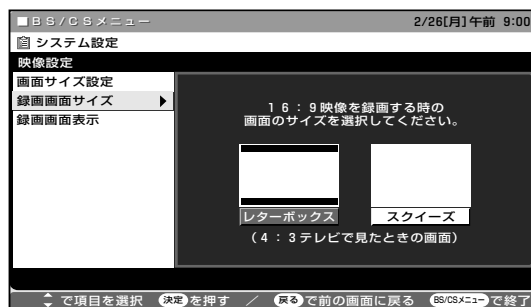 ■BS/CSメニュー 2/26[月]午前 9:00
システム設定
映像設定
画面サイズ設定
録画画面サイズ
録画画面表示
16:9映像を録画する時の
画面のサイズを選択してください。
レターボックス スクイーズ
(4:3テレビで見たときの画面)
で項目を選択 決定を押す / 戻るで前の画面に戻る BS/CSメニューで終了